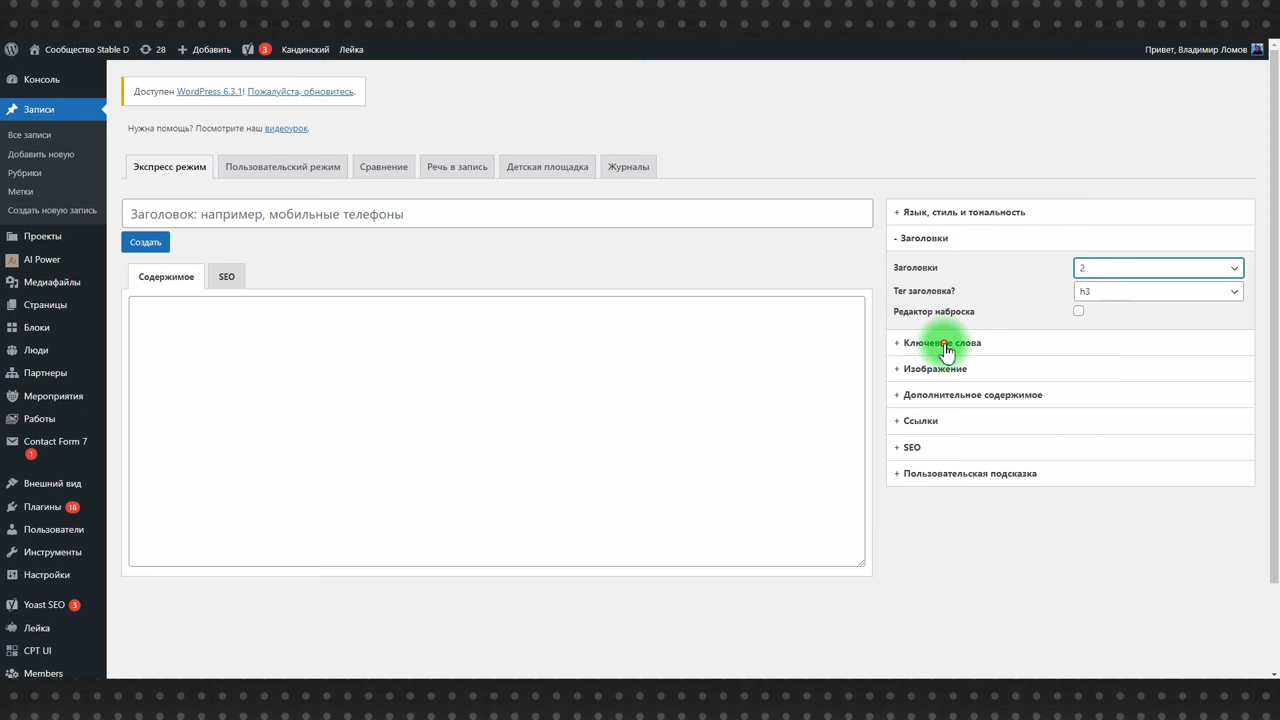 Сообщество Stable D 28 + Добавить 3 Кандинский Лейка Привет, Владимир Ломов
Консоль
Записи
Все записи
Добавить новую
Рубрики
Метки
Создать новую запись
Проекты
AI Power
Медиафайлы
Страницы
Блоки
Люди
Партнеры
Мероприятия
Работы
Contact Form 7
1
Внешний вид
Плагины 18
Пользователи
Инструменты
Настройки
Yoast SEO 3
Лейка
CPT UI
Members
Доступен WordPress 6.3.1! Пожалуйста, обновитесь.
Нужна помощь? Посмотрите наш видеоурок.
Экспресс режим Пользовательский режим Сравнение Речь в запись Детская площадка Журналы
Заголовок: например, мобильные телефоны
Создать
Содержимое SEO
+ Язык, стиль и тональность
- Заголовки
Заголовки 2
Тег заголовка? h3
Редактор наброска
+ Ключевые слова
+ Изображение
+ Дополнительное содержимое
+ Ссылки
+ SEO
+ Пользовательская подсказка